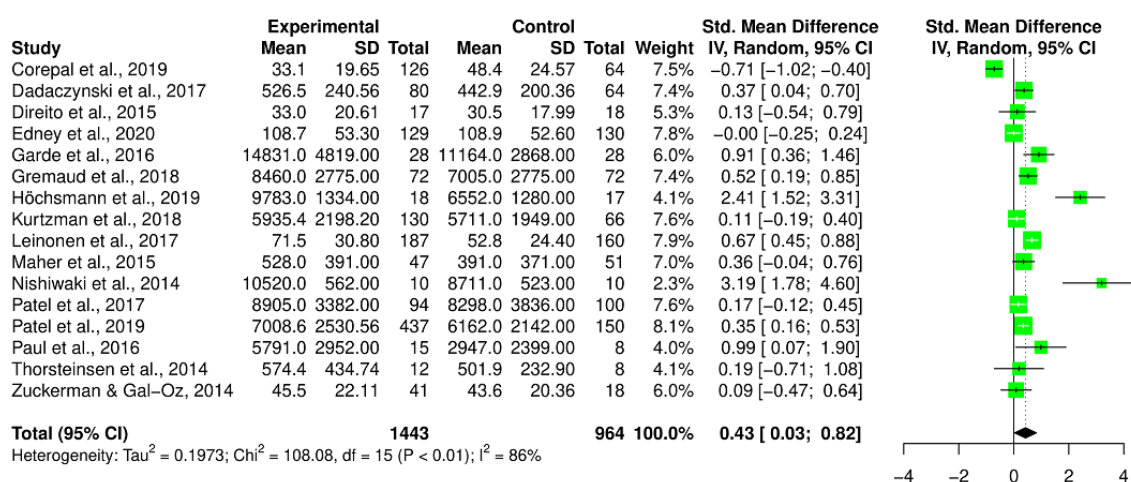 Experimental Control Std. Mean Difference Std. Mean Difference
Study Mean SD Total Mean SD Total Weight IV, Random, 95% CI IV, Random, 95% CI
Corepal et al., 2019 33.1 19.65 126 48.4 24.57 64 7.5% −0.71 [−1.02; −0.40]
Dadaczynski et al., 2017 526.5 240.56 80 442.9 200.36 64 7.4% 0.37 [ 0.04; 0.70]
Direito et al., 2015 33.0 20.61 17 30.5 17.99 18 5.3% 0.13 [−0.54; 0.79]
Edney et al., 2020 108.7 53.30 129 108.9 52.60 130 7.8% −0.00 [−0.25; 0.24]
Garde et al., 2016 14831.0 4819.00 28 11164.0 2868.00 28 6.0% 0.91 [ 0.36; 1.46]
Gremaud et al., 2018 8460.0 2775.00 72 7005.0 2775.00 72 7.4% 0.52 [ 0.19; 0.85]
Höchsmann et al., 2019 9783.0 1334.00 18 6552.0 1280.00 17 4.1% 2.41 [ 1.52; 3.31]
Kurtzman et al., 2018 5935.4 2198.20 130 5711.0 1949.00 66 7.6% 0.11 [−0.19; 0.40]
Leinonen et al., 2017 71.5 30.80 187 52.8 24.40 160 7.9% 0.67 [ 0.45; 0.88]
Maher et al., 2015 528.0 391.00 47 391.0 371.00 51 7.0% 0.36 [−0.04; 0.76]
Nishiwaki et al., 2014 10520.0 562.00 10 8711.0 523.00 10 2.3% 3.19 [ 1.78; 4.60]
Patel et al., 2017 8905.0 3382.00 94 8298.0 3836.00 100 7.6% 0.17 [−0.12; 0.45]
Patel et al., 2019 7008.6 2530.56 437 6162.0 2142.00 150 8.1% 0.35 [ 0.16; 0.53]
Paul et al., 2016 5791.0 2952.00 15 2947.0 2399.00 8 4.0% 0.99 [ 0.07; 1.90]
Thorsteinsen et al., 2014 574.4 434.74 12 501.9 232.90 8 4.1% 0.19 [−0.71; 1.08]
Zuckerman & Gal−Oz, 2014 45.5 22.11 41 43.6 20.36 18 6.0% 0.09 [−0.47; 0.64]
Total (95% CI) 1443 964 100.0% 0.43 [ 0.03; 0.82]
Heterogeneity: Tau² = 0.1973; Chi² = 108.08, df = 15 (P < 0.01); I² = 86%
−4 −2 0 2 4